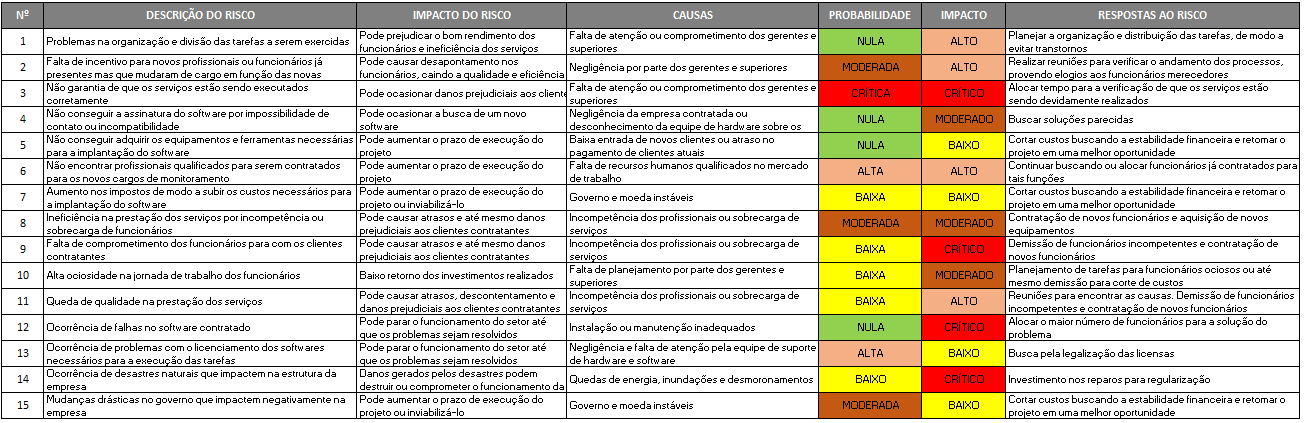 Nº DESCRIÇÃO DO RISCO IMPACTO DO RISCO CAUSAS PROBABILIDADE IMPACTO RESPOSTAS AO RISCO
1 Problemas na organização e divisão das tarefas a serem exercidas Pode prejudicar o bom rendimento dos funcionários e ineficiência dos serviços Falta de atenção ou comprometimento dos gerentes e superiores NULA ALTO Planejar a organização e distribuição das tarefas, de modo a evitar transtornos
2 Falta de incentivo para novos profissionais ou funcionários já presentes mas que mudaram de cargo em função das novas Pode causar desapontamento nos funcionários, caindo a qualidade e eficiência Negligência por parte dos gerentes e superiores MODERADA ALTO Realizar reuniões para verificar o andamento dos processos, provendo elogios aos funcionários merecedores
3 Não garantia de que os serviços estão sendo executados corretamente Pode ocasionar danos prejudiciais aos cliente Falta de atenção ou comprometimento dos gerentes e superiores CRÍTICA CRÍTICO Alocar tempo para a verificação de que os serviços estão sendo devidamente realizados
4 Não conseguir a assinatura do software por impossibilidade de contato ou incompatibilidade Pode ocasionar a busca de um novo software Negligência da empresa contratada ou desconhecimento da equipe de hardware sobre os NULA MODERADO Buscar soluções parecidas
5 Não conseguir adquirir os equipamentos e ferramentas necessárias para a implantação do software Pode aumentar o prazo de execução do projeto Baixa entrada de novos clientes ou atraso no pagamento de clientes atuais NULA BAIXO Cortar custos buscando a estabilidade financeira e retomar o projeto em uma melhor oportunidade
6 Não encontrar profissionais qualificados para serem contratados para os novos cargos de monitoramento Pode aumentar o prazo de execução do projeto Falta de recursos humanos qualificados no mercado de trabalho ALTA ALTO Continuar buscando ou alocar funcionários já contratados para tais funções
7 Aumento nos impostos de modo a subir os custos necessários para a implantação do software Pode aumentar o prazo de execução do projeto ou inviabilizá-lo Governo e moeda instáveis BAIXA BAIXO Cortar custos buscando a estabilidade financeira e retomar o projeto em uma melhor oportunidade
8 Ineficiência na prestação dos serviços por incompetência ou sobrecarga de funcionários Pode causar atrasos e até mesmo danos prejudiciais aos clientes contratantes Incompetência dos profissionais ou sobrecarga de serviços MODERADA MODERADO Contratação de novos funcionários e aquisição de novos equipamentos
9 Falta de comprometimento dos funcionários para com os clientes contratantes Pode causar atrasos e até mesmo danos prejudiciais aos clientes contratantes Incompetência dos profissionais ou sobrecarga de serviços BAIXA CRÍTICO Demissão de funcionários incompetentes e contratação de novos funcionários
10 Alta ociosidade na jornada de trabalho dos funcionários Baixo retorno dos investimentos realizados Falta de planejamento por parte dos gerentes e superiores BAIXA MODERADO Planejamento de tarefas para funcionários ociosos ou até mesmo demissão para corte de custos
11 Queda de qualidade na prestação dos serviços Pode causar atrasos, descontentamento e danos prejudiciais aos clientes contratantes Incompetência dos profissionais ou sobrecarga de serviços BAIXA ALTO Reuniões para encontrar as causas. Demissão de funcionários incompetentes e contratação de novos funcionários
12 Ocorrência de falhas no software contratado Pode parar o funcionamento do setor até que os problemas sejam resolvidos Instalação ou manutenção inadequados NULA CRÍTICO Alocar o maior número de funcionários para a solução do problema
13 Ocorrência de problemas com o licenciamento dos softwares necessários para a execução das tarefas Pode parar o funcionamento do setor até que os problemas sejam resolvidos Negligência e falta de atenção pela equipe de suporte de hardware e software ALTA BAIXO Busca pela legalização das licensas
14 Ocorrência de desastres naturais que impactem na estrutura da empresa Danos gerados pelos desastres podem destruir ou comprometer o funcionamento da Quedas de energia, inundações e desmoronamentos BAIXO CRÍTICO Investimento nos reparos para regularização
15 Mudanças drásticas no governo que impactem negativamente na empresa Pode aumentar o prazo de execução do projeto ou inviabilizá-lo Governo e moeda instáveis MODERADA BAIXO Cortar custos buscando a estabilidade financeira e retomar o projeto em uma melhor oportunidade